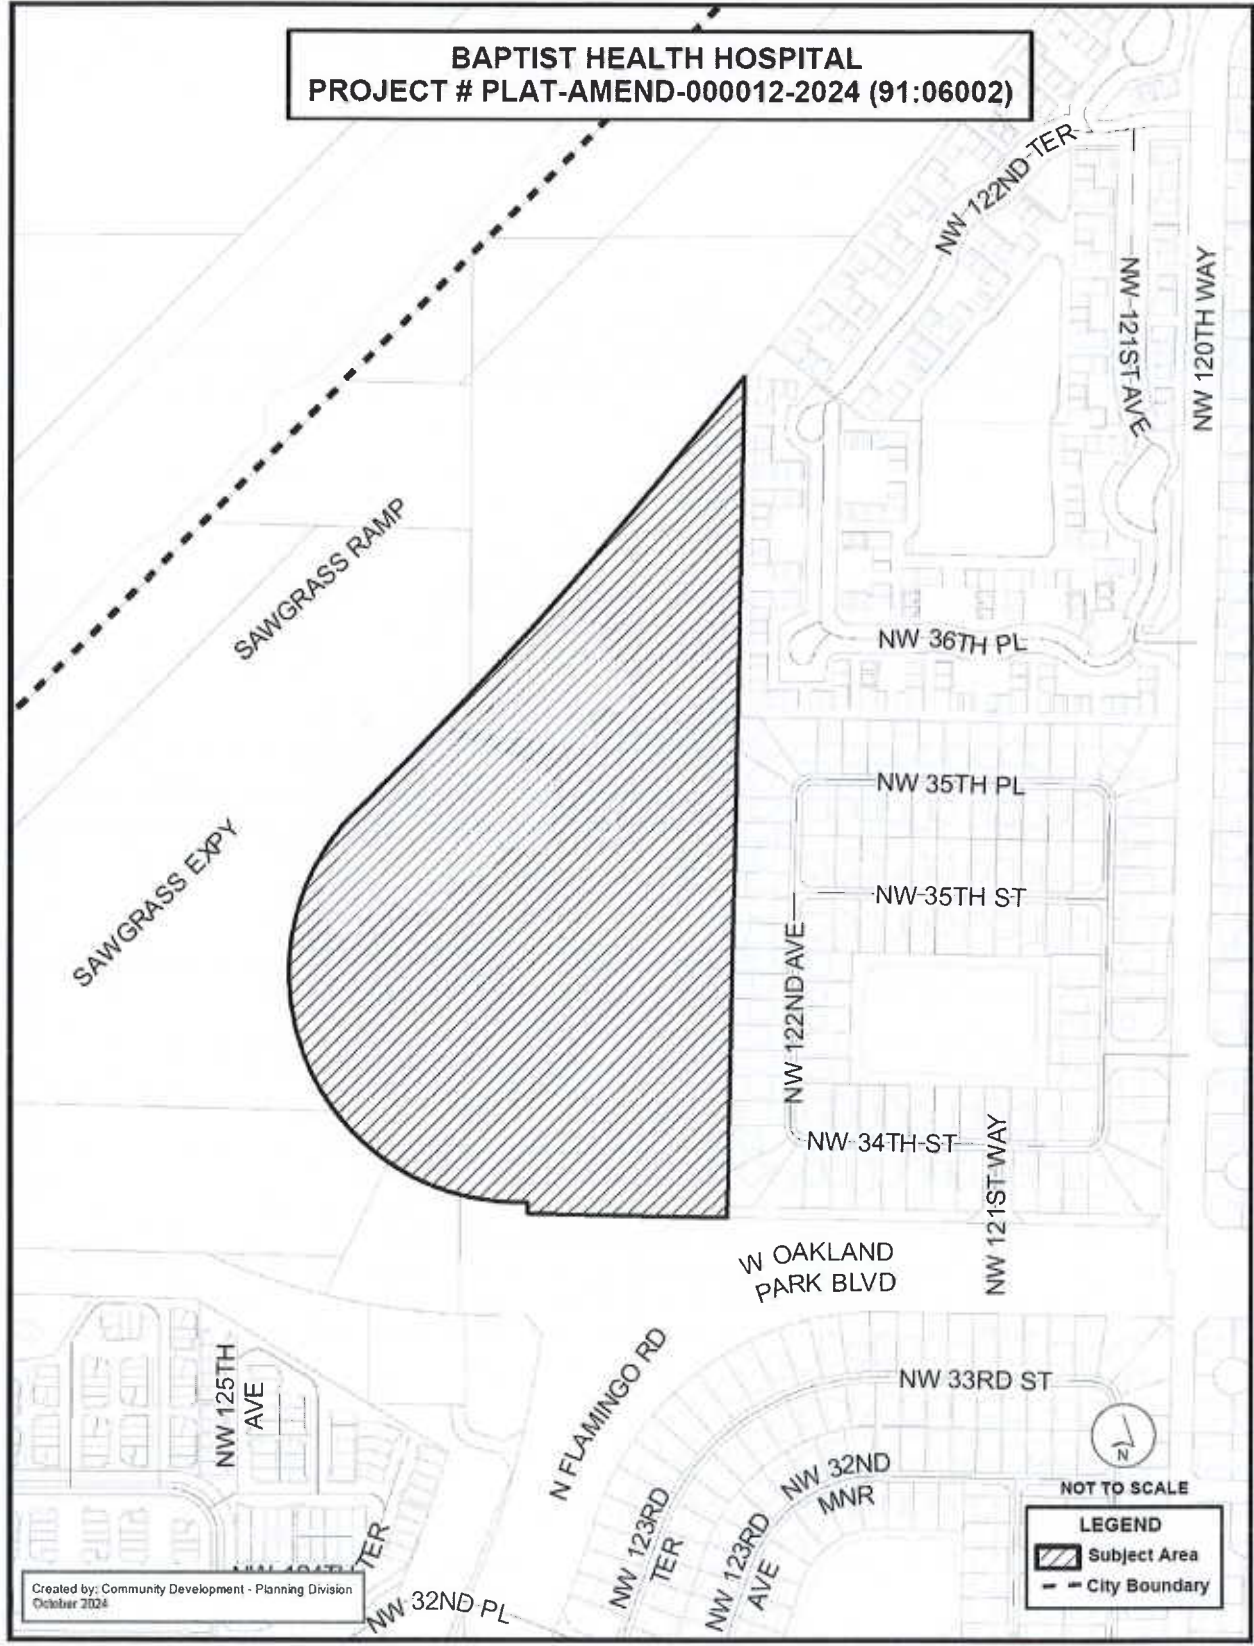 BAPTIST HEALTH HOSPITAL
PROJECT # PLAT-AMEND-000012-2024 (91:06002)
NW 122ND TER
NW 121ST AVE
NW 120TH WAY
SAWGRASS RAMP
NW 36TH PL
NW 35TH PL
SAWGRASS EXPY
NW 35TH ST
NW 122ND AVE
NW 34TH ST
NW 121ST WAY
W OAKLAND
PARK BLVD
NW 125TH
AVE
N FLAMINGO RD
NW 33RD ST
N
NW 32ND
MNR
NOT TO SCALE
NW 123RD
TER
NW 123RD
AVE
LEGEND
Subject Area
City Boundary
TER
Created by: Community Development - Planning Division
October 2024
NW 32ND PL